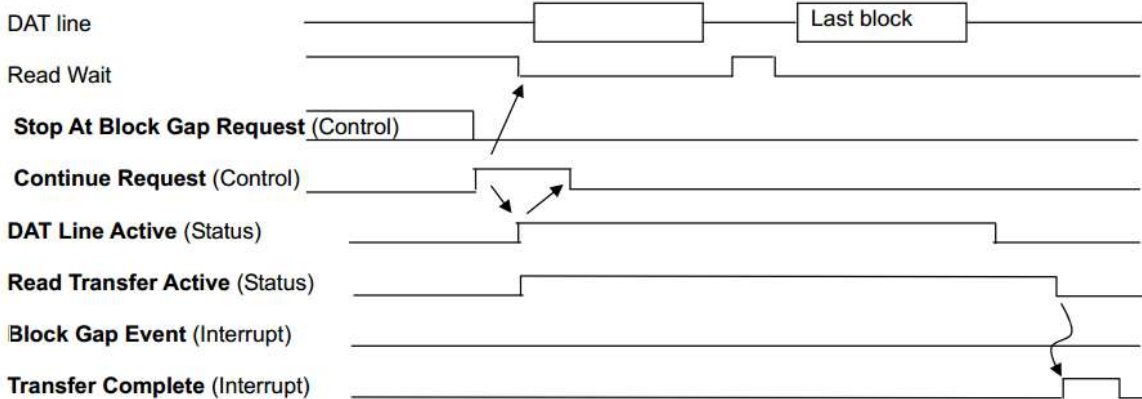 DAT line
Last block
Read Wait
Stop At Block Gap Request (Control)
Continue Request (Control)
DAT Line Active (Status)
Read Transfer Active (Status)
Block Gap Event (Interrupt)
Transfer Complete (Interrupt)